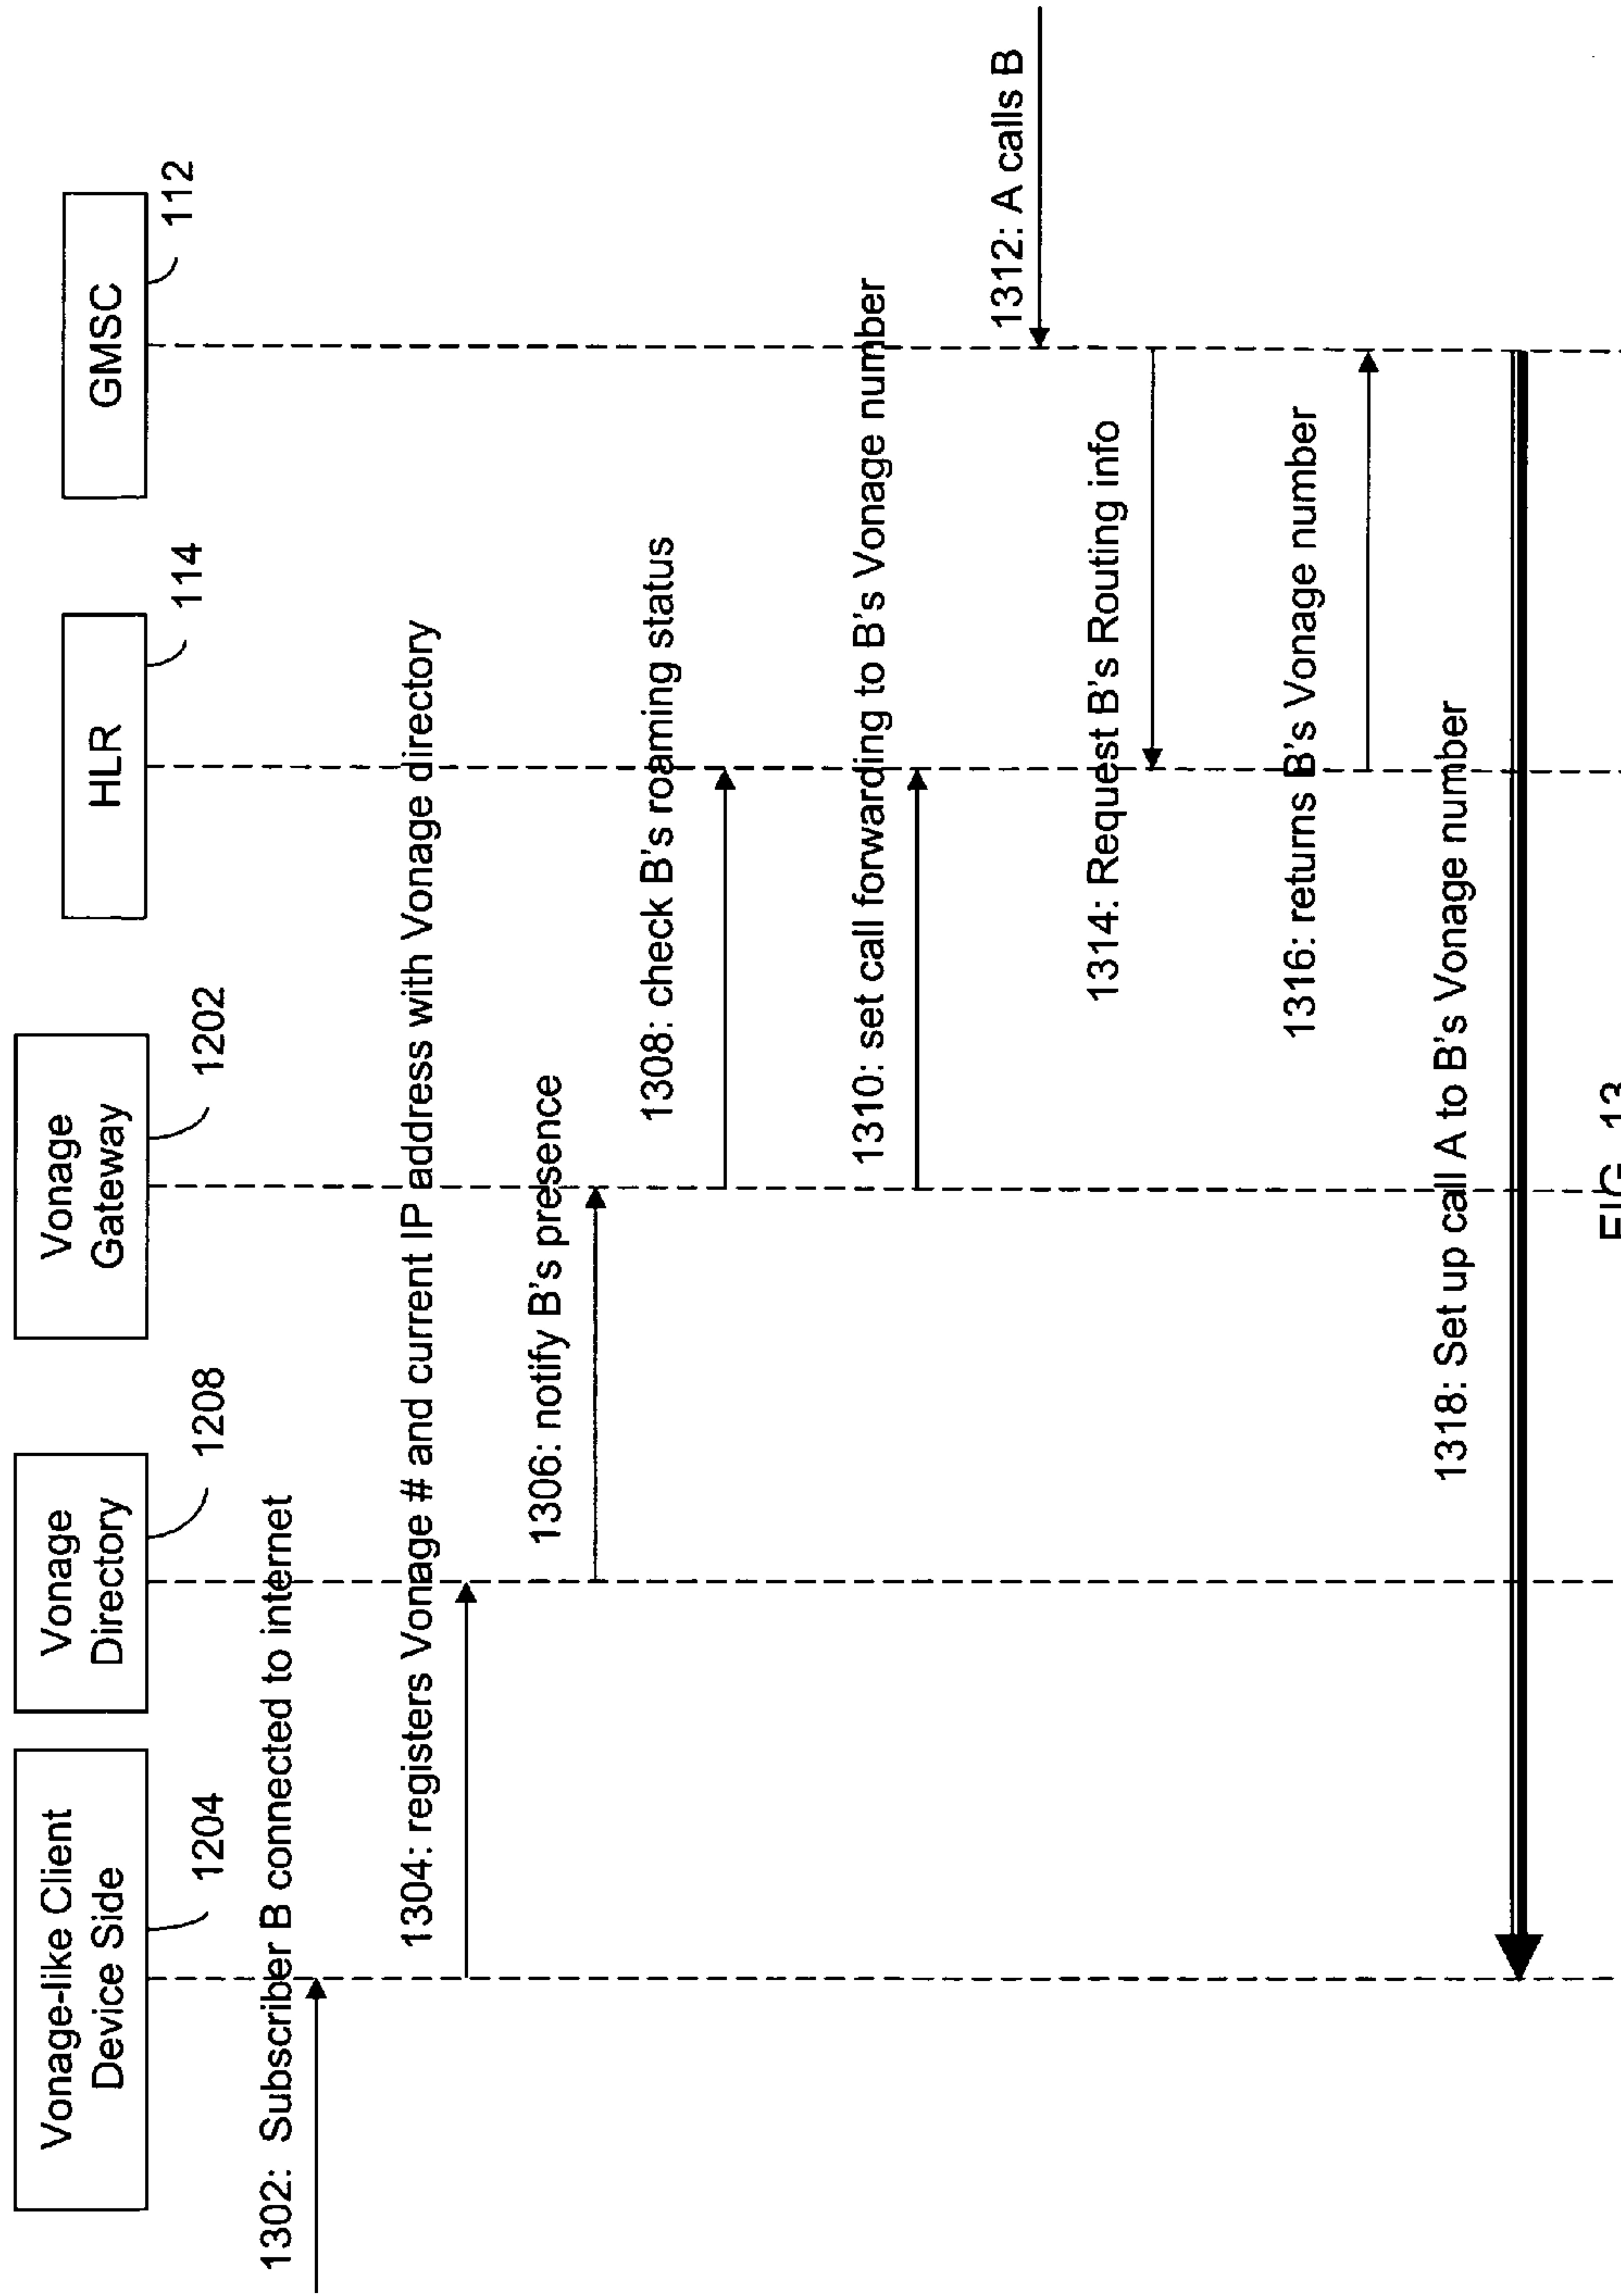 Vonage-like Client
Device Side
1204
Vonage
Directory
1208
Vonage
Gateway
1202
HLR
114
GMSC
112
1302: Subscriber B connected to internet
1304: registers Vonage # and current IP address with Vonage directory
1306: notify B's presence
1308: check B's roaming status
1310: set call forwarding to B's Vonage number
1312: A calls B
1314: Request B's Routing info
1316: returns B's Vonage number
1318: Set up call A to B's Vonage number
FIG. 13